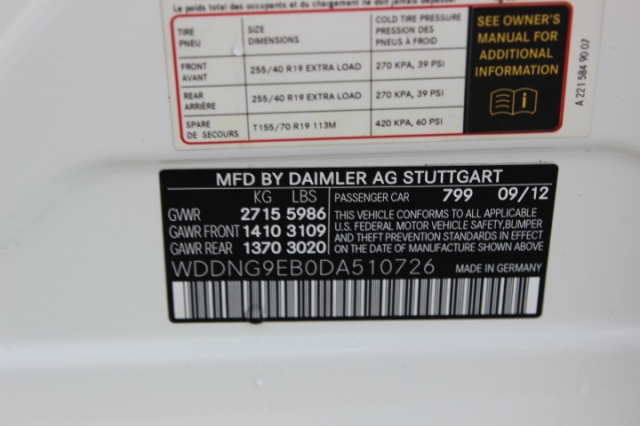 Le poids total des occupants et du chargement ne doit jamais dépasser
TIRE
PNEU
SIZE
DIMENSIONS
COLD TIRE PRESSURE
PRESSION DES
PNEUS À FROID
FRONT
AVANT
255/40 R19 EXTRA LOAD
270 KPA, 39 PSI
REAR
ARRIÈRE
255/40 R19 EXTRA LOAD
270 KPA, 39 PSI
SPARE
DE SECOURS
T155/70 R19 113M
420 KPA, 60 PSI
SEE OWNER'S
MANUAL FOR
ADDITIONAL
INFORMATION
A 221 584 90 07
MFD BY DAIMLER AG STUTTGART
KG LBS
GVWR 2715 5986
GAWR FRONT 1410 3109
GAWR REAR 1370 3020
PASSENGER CAR 799 09/12
THIS VEHICLE CONFORMS TO ALL APPLICABLE
U.S. FEDERAL MOTOR VEHICLE SAFETY,BUMPER
AND THEFT PREVENTION STANDARDS IN EFFECT
ON THE DATE OF MANUFACTURE SHOWN ABOVE.
WDDNG9EB0DA510726
MADE IN GERMANY